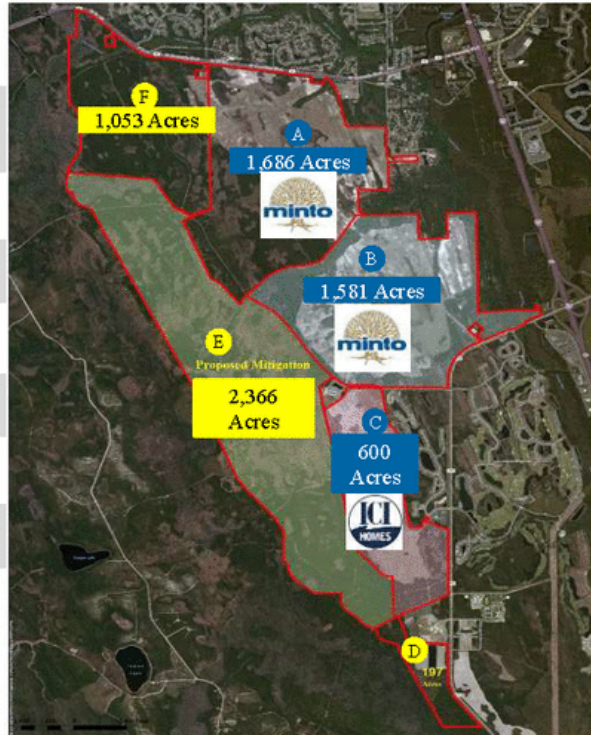 F
1,053 Acres
A
1,686 Acres
minto
B
1,581 Acres
minto
E
Proposed Mitigation
2,366
Acres
C
600
Acres
ICI
HOMES
D
197
Acres